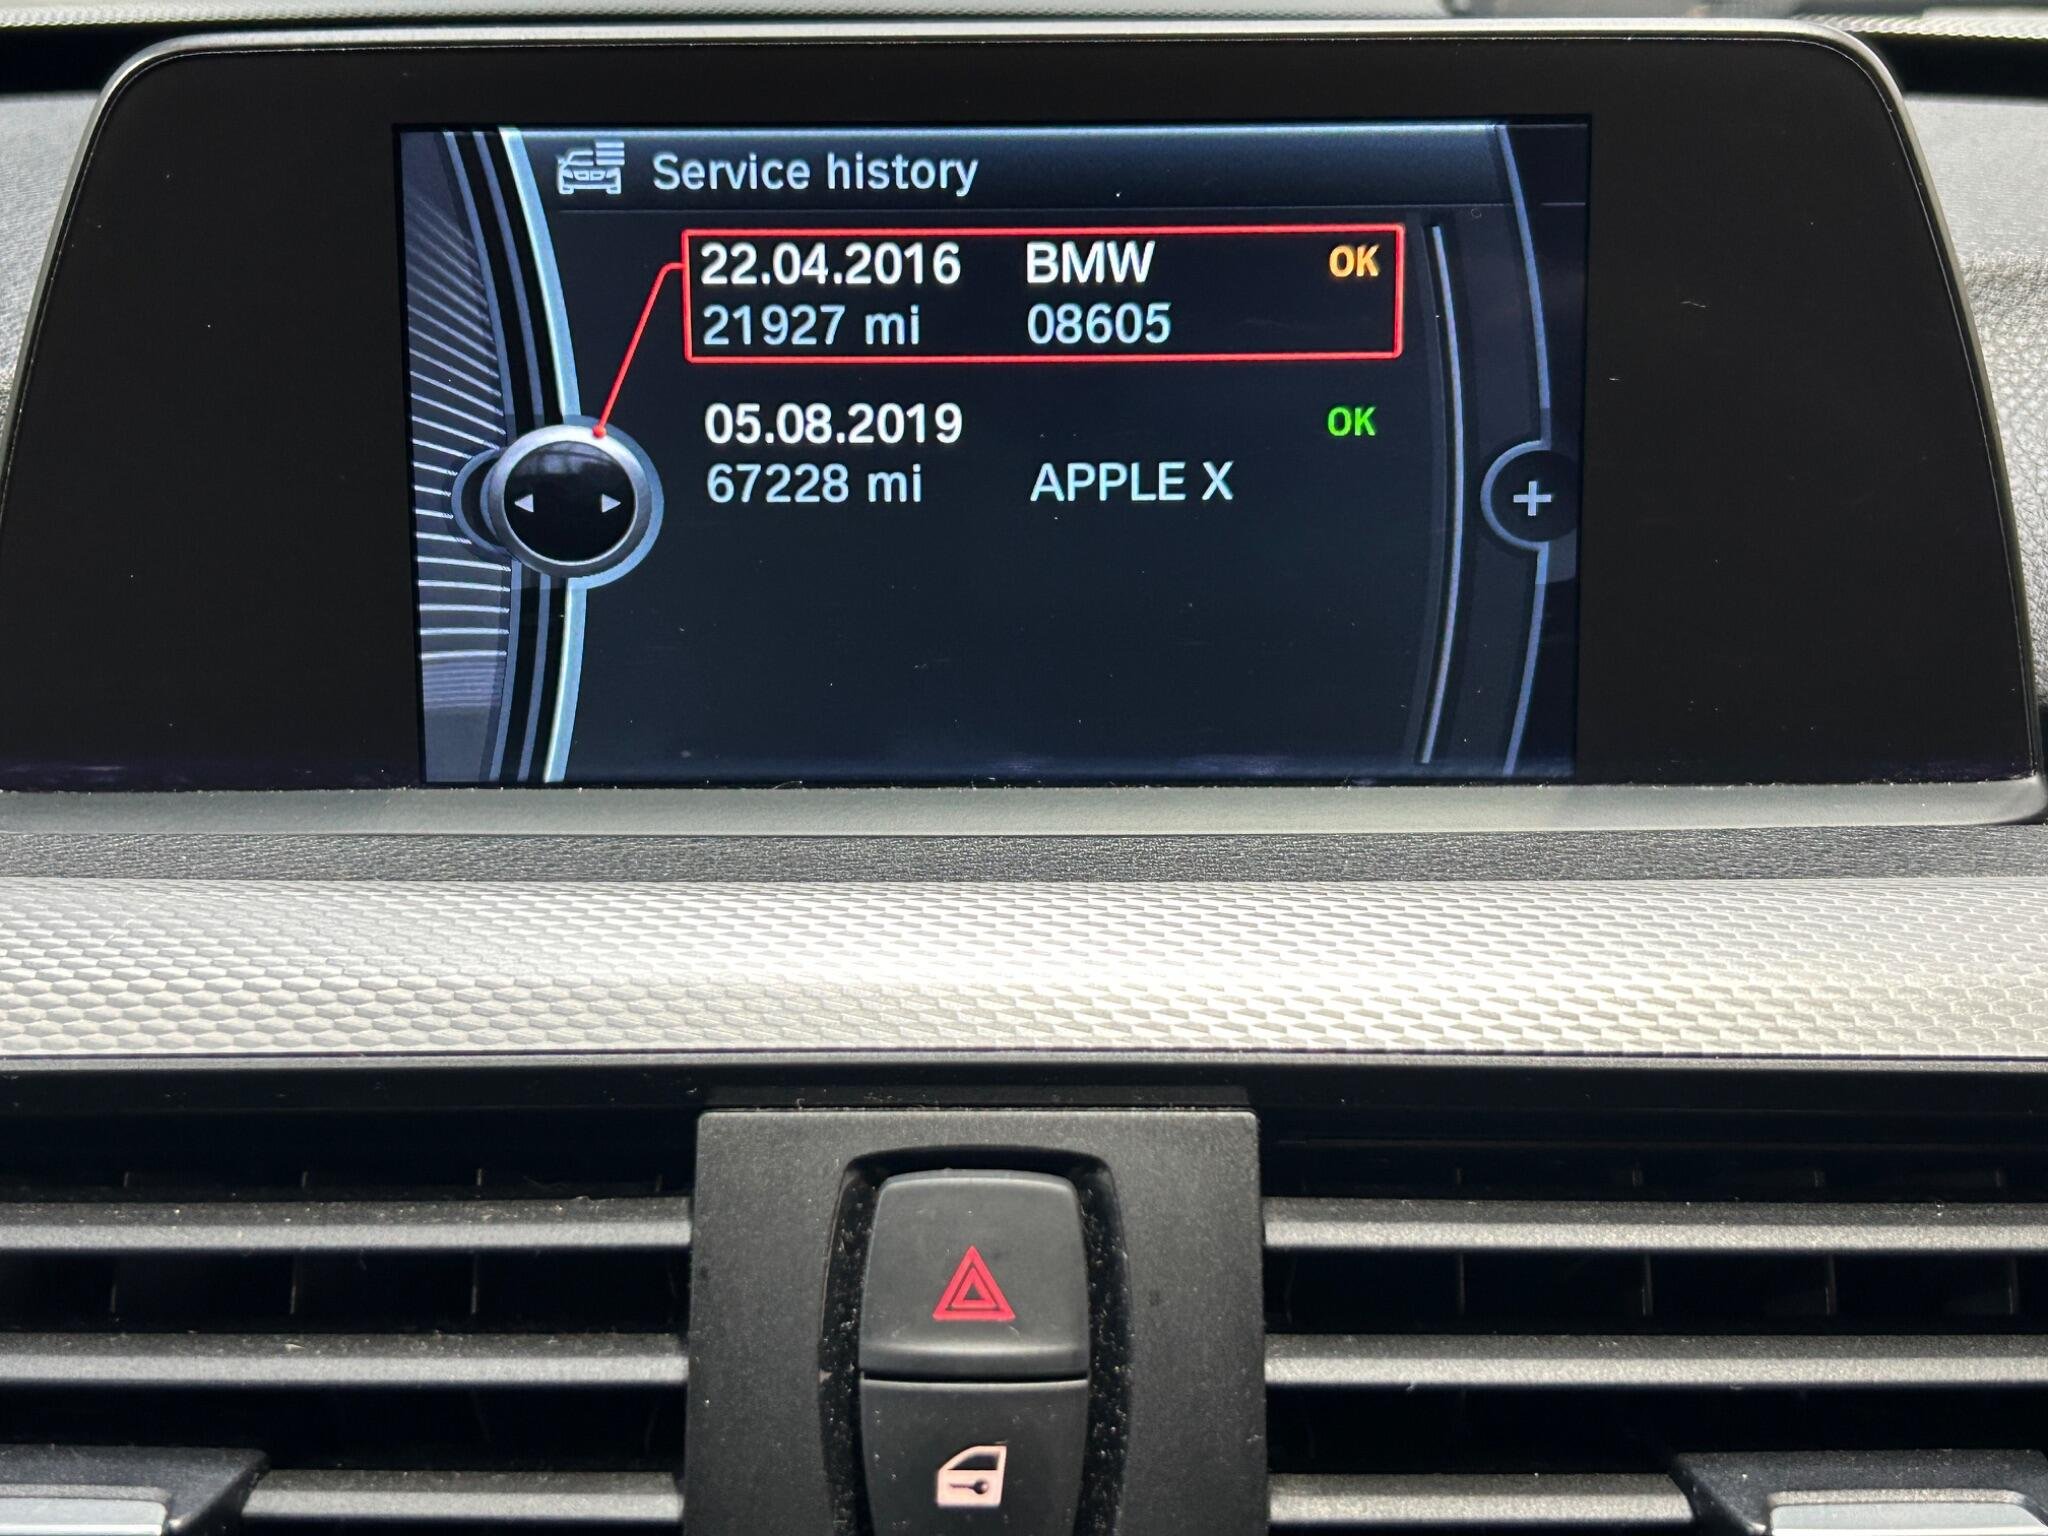 Service history
22.04.2016 BMW OK
21927 mi 08605
05.08.2019 OK
67228 mi APPLE X